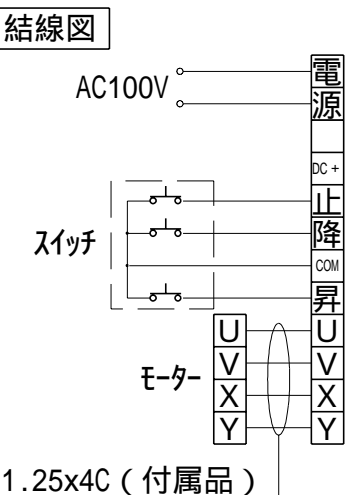 結線図
AC100V
電
源
DC +
止
降
COM
昇
スイッチ
モーター
U U
V V
X X
Y Y
1.25x4C ( 付属品 )